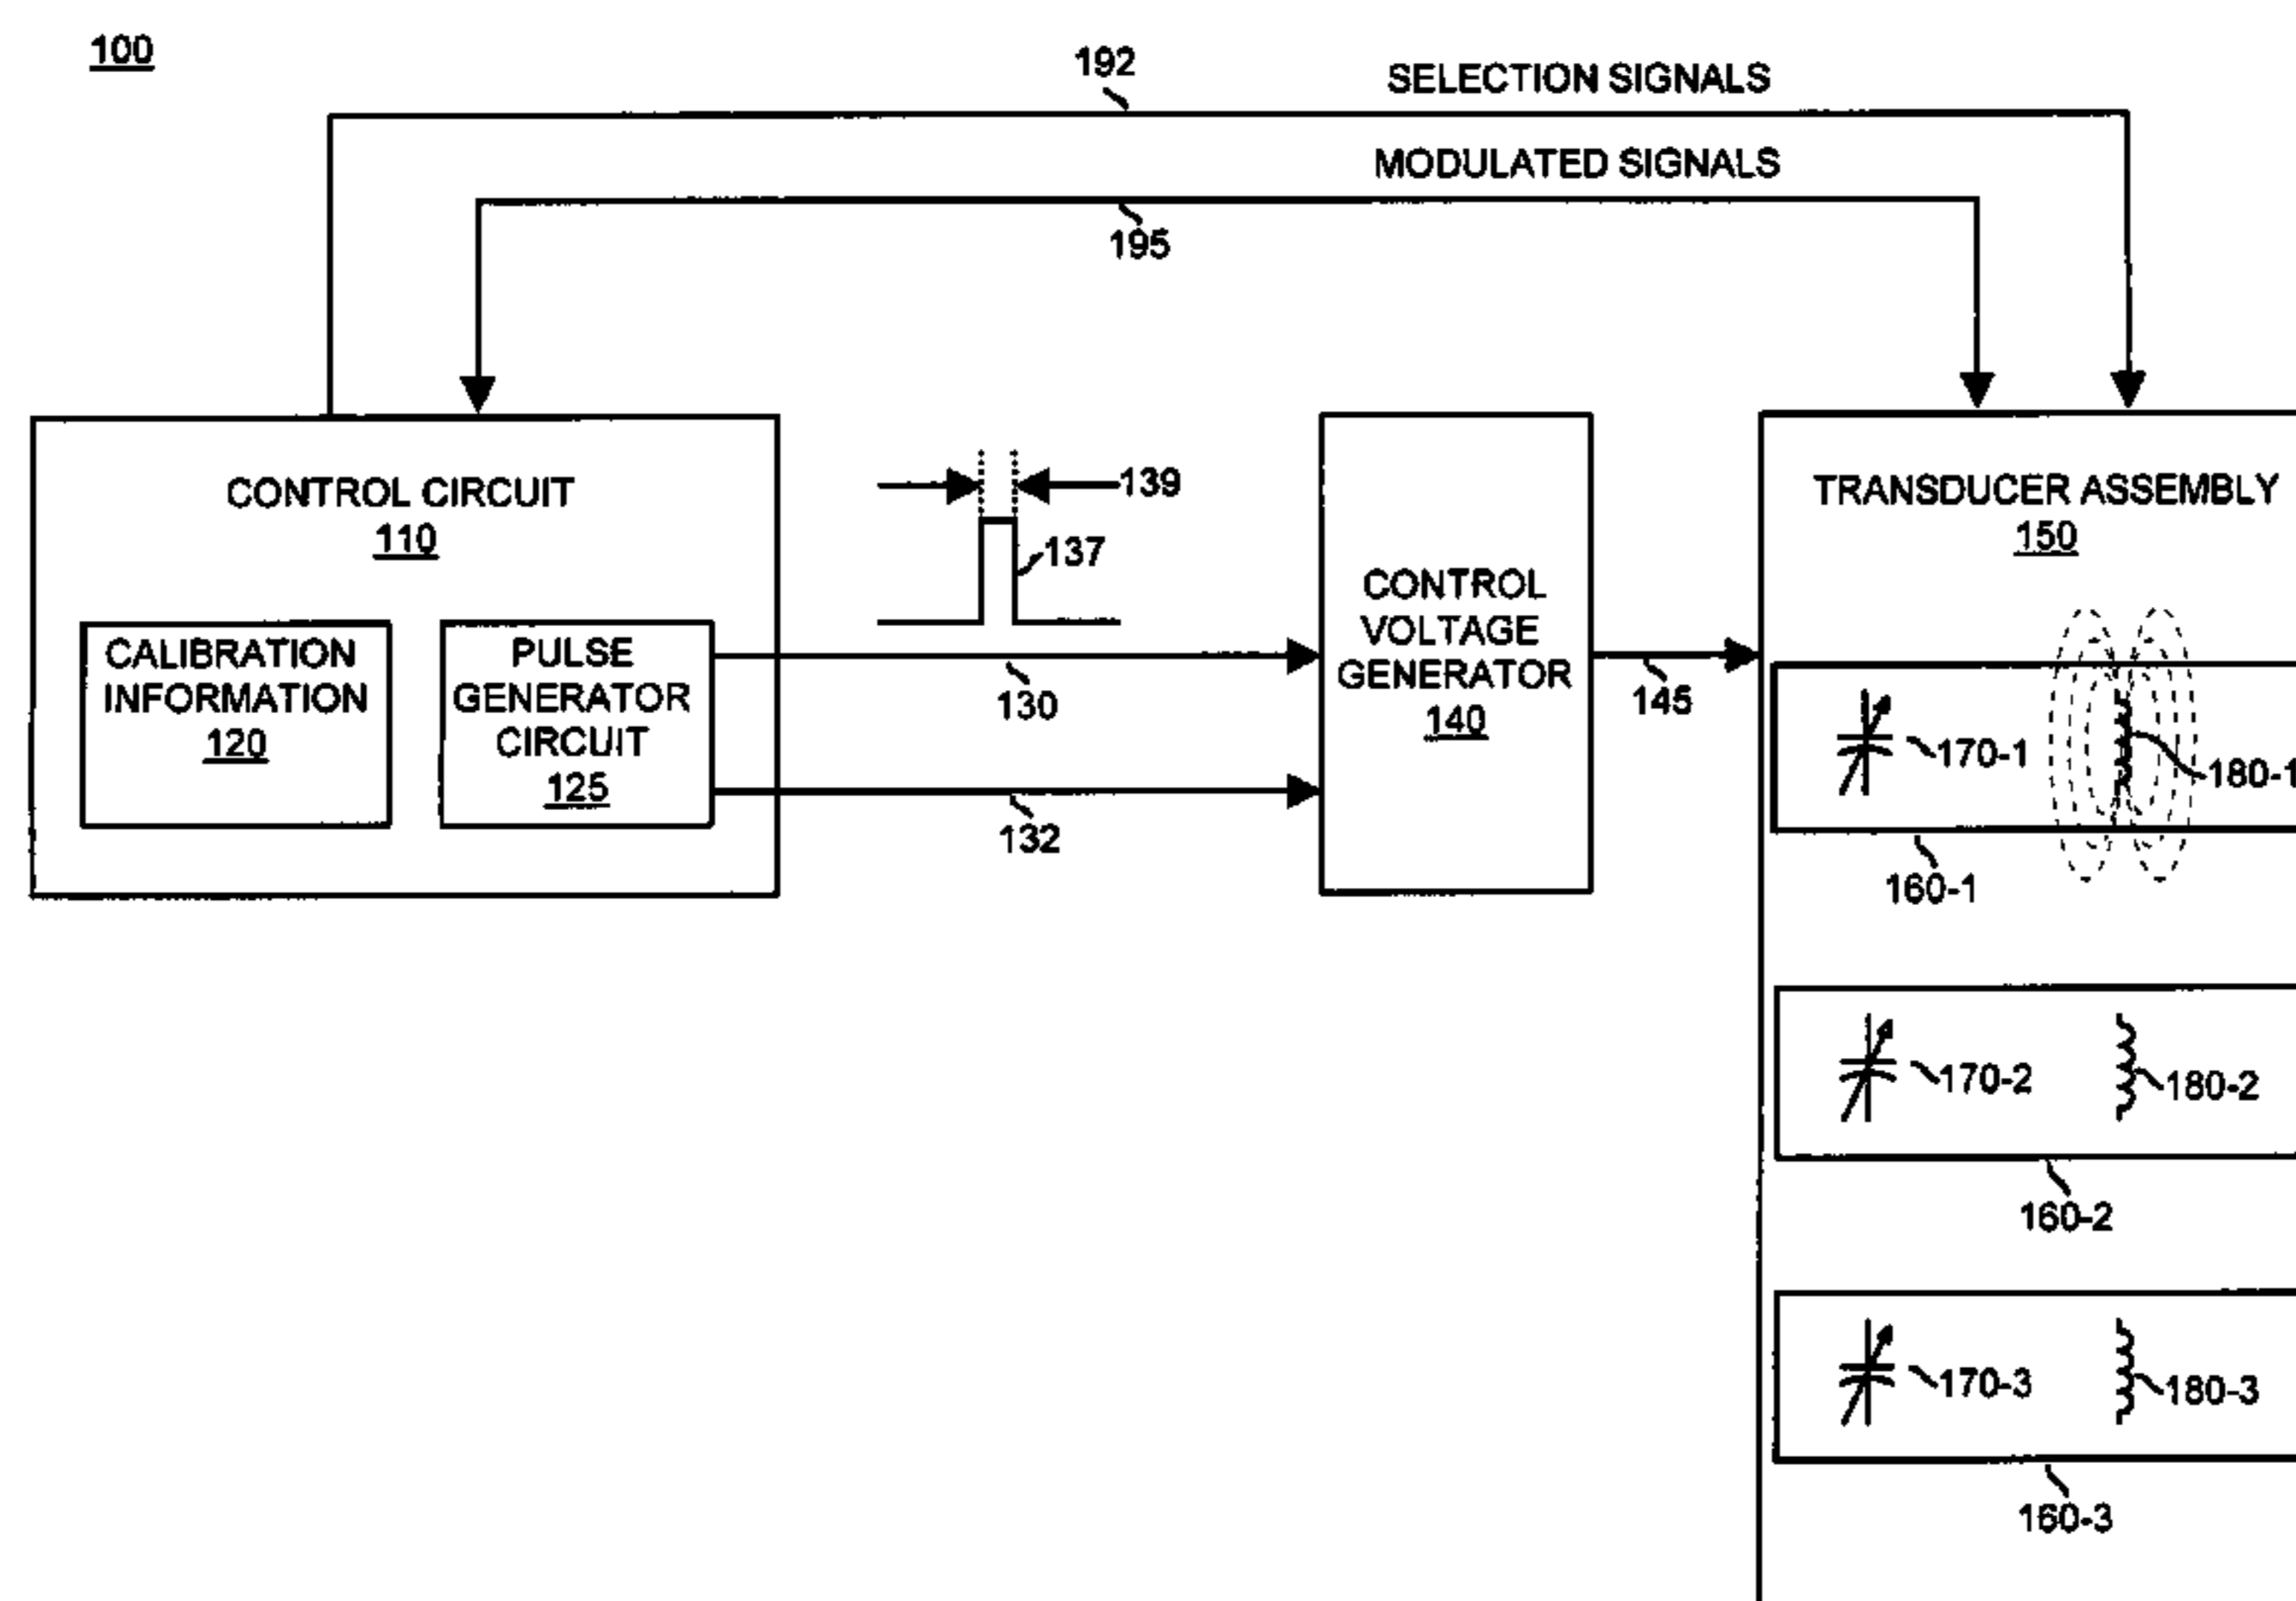 100
192
SELECTION SIGNALS
MODULATED SIGNALS
195
CONTROL CIRCUIT
110
CALIBRATION
INFORMATION
120
PULSE
GENERATOR
CIRCUIT
125
139
137
130
132
CONTROL
VOLTAGE
GENERATOR
140
145
TRANSDUCER ASSEMBLY
150
170-1
180-1
160-1
170-2
180-2
160-2
170-3
180-3
160-3